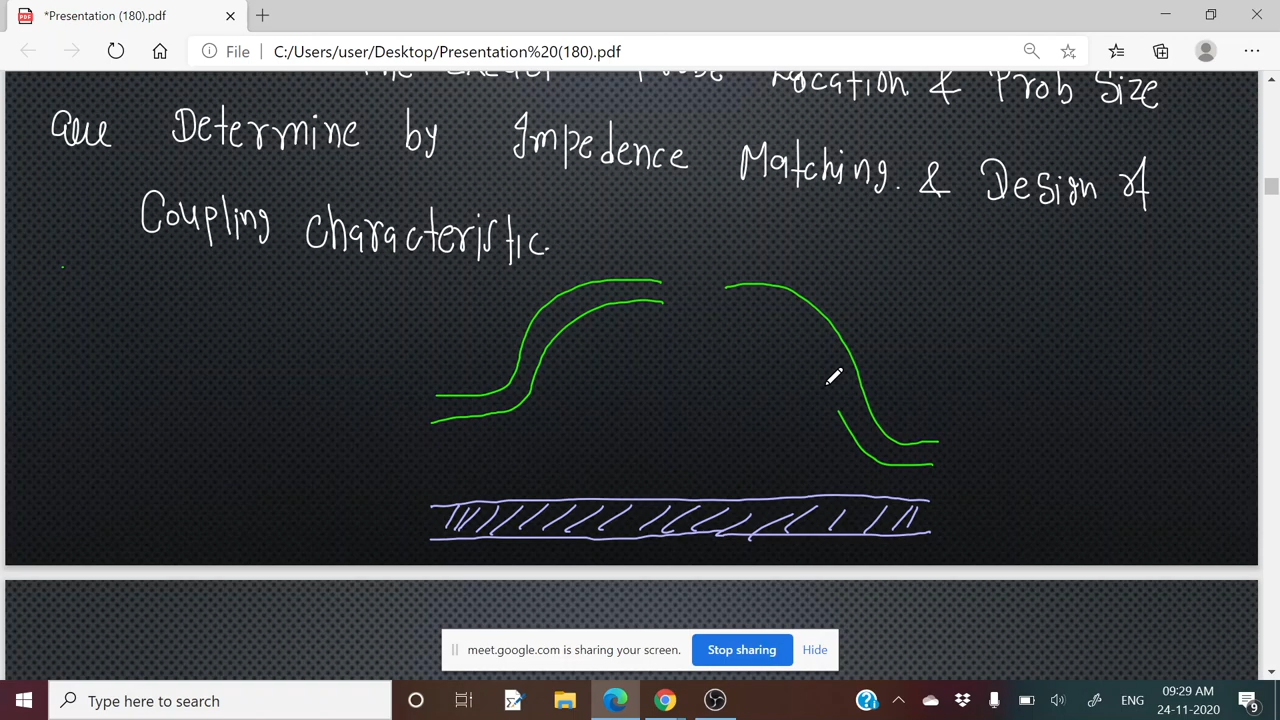 *Presentation (180).pdf
File | C:/Users/user/Desktop/Presentation%20(180).pdf
The Location & Prob Size
are Determine by Impedence Matching. & Design of
Coupling Characteristic.
meet.google.com is sharing your screen. Stop sharing Hide
Type here to search
ENG
09:29 AM
24-11-2020
9